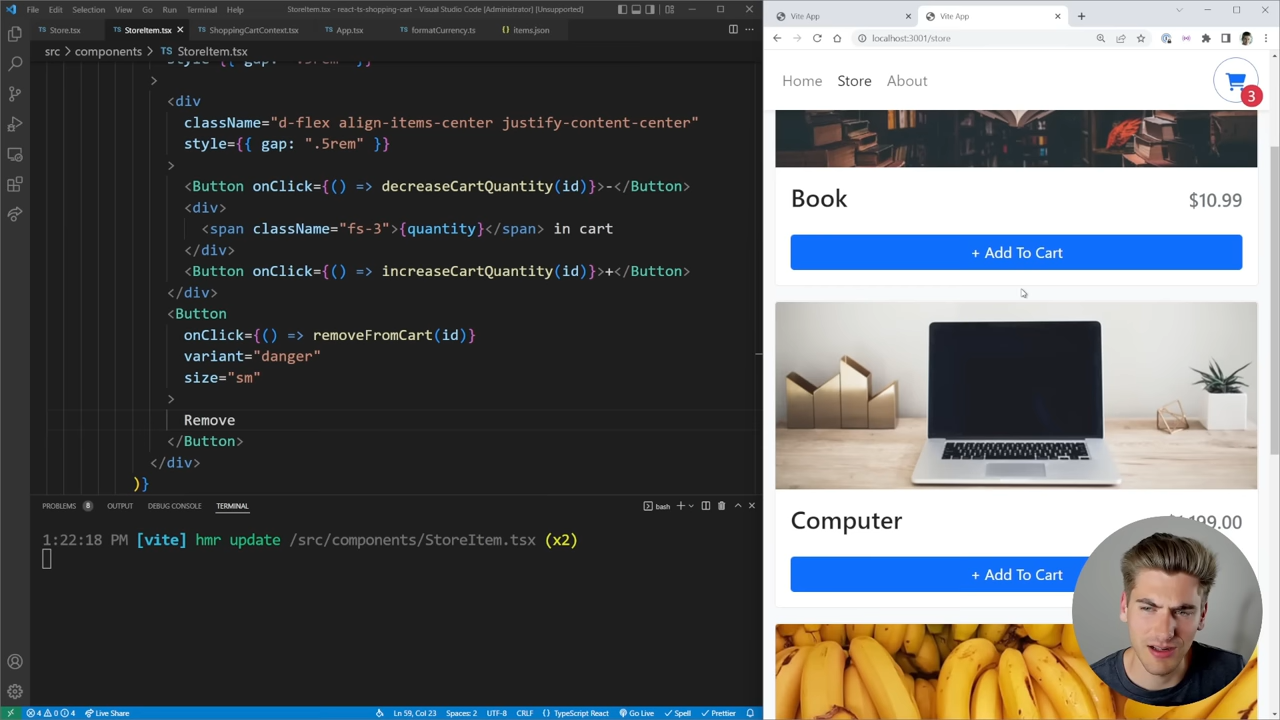 File Edit Selection View Go Run Terminal Help
StoreItem.tsx - react-ts-shopping-cart - Visual Studio Code [Administrator] [Unsupported]
Store.tsx StoreItem.tsx ShoppingCartContext.tsx App.tsx formatCurrency.ts items.json
src > components > StoreItem.tsx
style={{ gap: ".5rem" }}
>
<div
className="d-flex align-items-center justify-content-center"
style={{ gap: ".5rem" }}
>
<Button onClick={() => decreaseCartQuantity(id)}>-</Button>
<div>
<span className="fs-3">{quantity}</span> in cart
</div>
<Button onClick={() => increaseCartQuantity(id)}>+</Button>
</div>
<Button
onClick={() => removeFromCart(id)}
variant="danger"
size="sm"
>
Remove
</Button>
</div>
)}
PROBLEMS 8 OUTPUT DEBUG CONSOLE TERMINAL
bash
1:22:18 PM [vite] hmr update /src/components/StoreItem.tsx (x2)
4 0 4 Live Share
Ln 59, Col 23 Spaces: 2 UTF-8 CRLF TypeScript React Go Live Spell Prettier
Vite App
Vite App
localhost:3001/store
Home Store About
3
Book $10.99
+ Add To Cart
Computer
+ Add To Cart